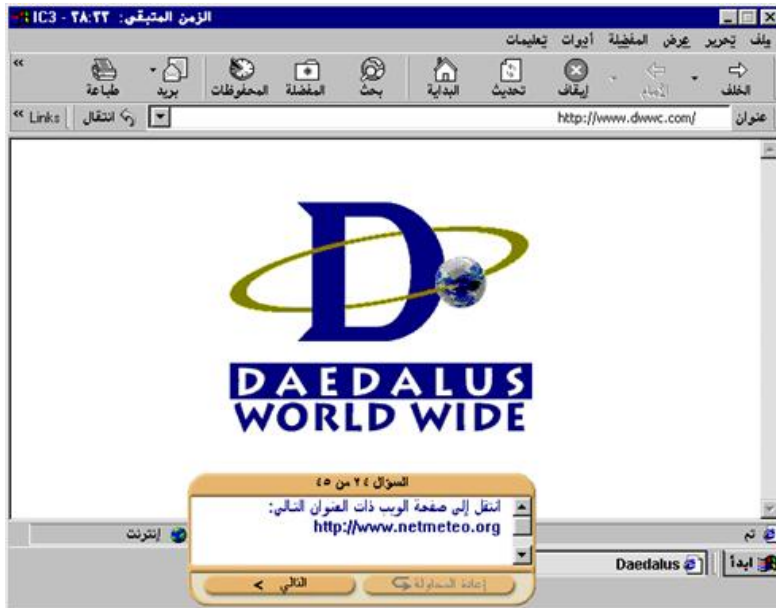 IC3 - الزمن المتبقي: ٢٨:٢٣
ملف تحرير عرض المفضلة أدوات تعليمات
الخلف الأمام إيقاف تحديث البداية بحث المفضلة المحفوظات بريد طباعة »
عنوان http://www.dwwc.com/ انتقال Links »
DAEDALUS
WORLD WIDE
السؤال ٢٤ من ٤٥
انتقل إلى صفحة الويب ذات العنوان التالي:
http://www.netmeteo.org
إعادة المحاولة التالي >
تم إنترنت
ابدأ Daedalus